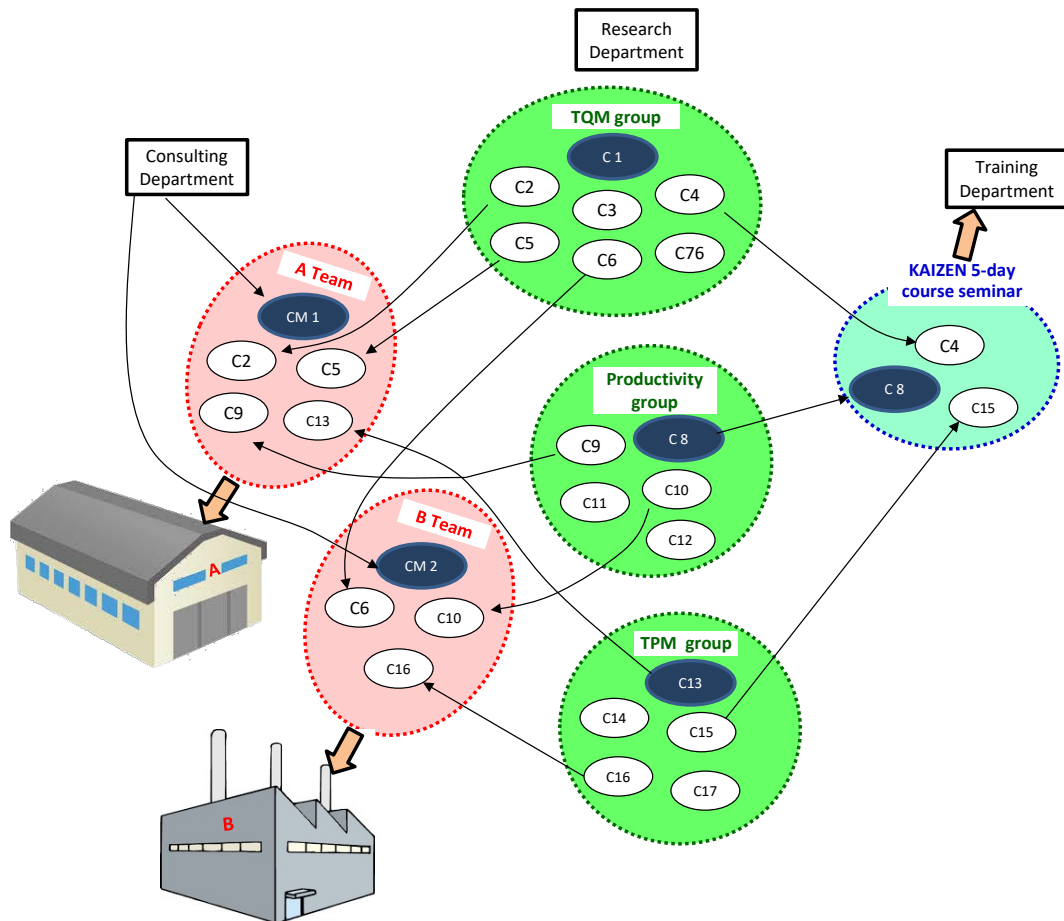 Research
Department
Consulting
Department
Training
Department
TQM group
C 1
C2
C3
C4
C5
C6
C76
A Team
CM 1
C2
C5
C9
C13
KAIZEN 5-day
course seminar
C4
C 8
C15
Productivity
group
C 8
C9
C10
C11
C12
B Team
CM 2
C6
C10
C16
TPM  group
C13
C14
C15
C16
C17
A
B